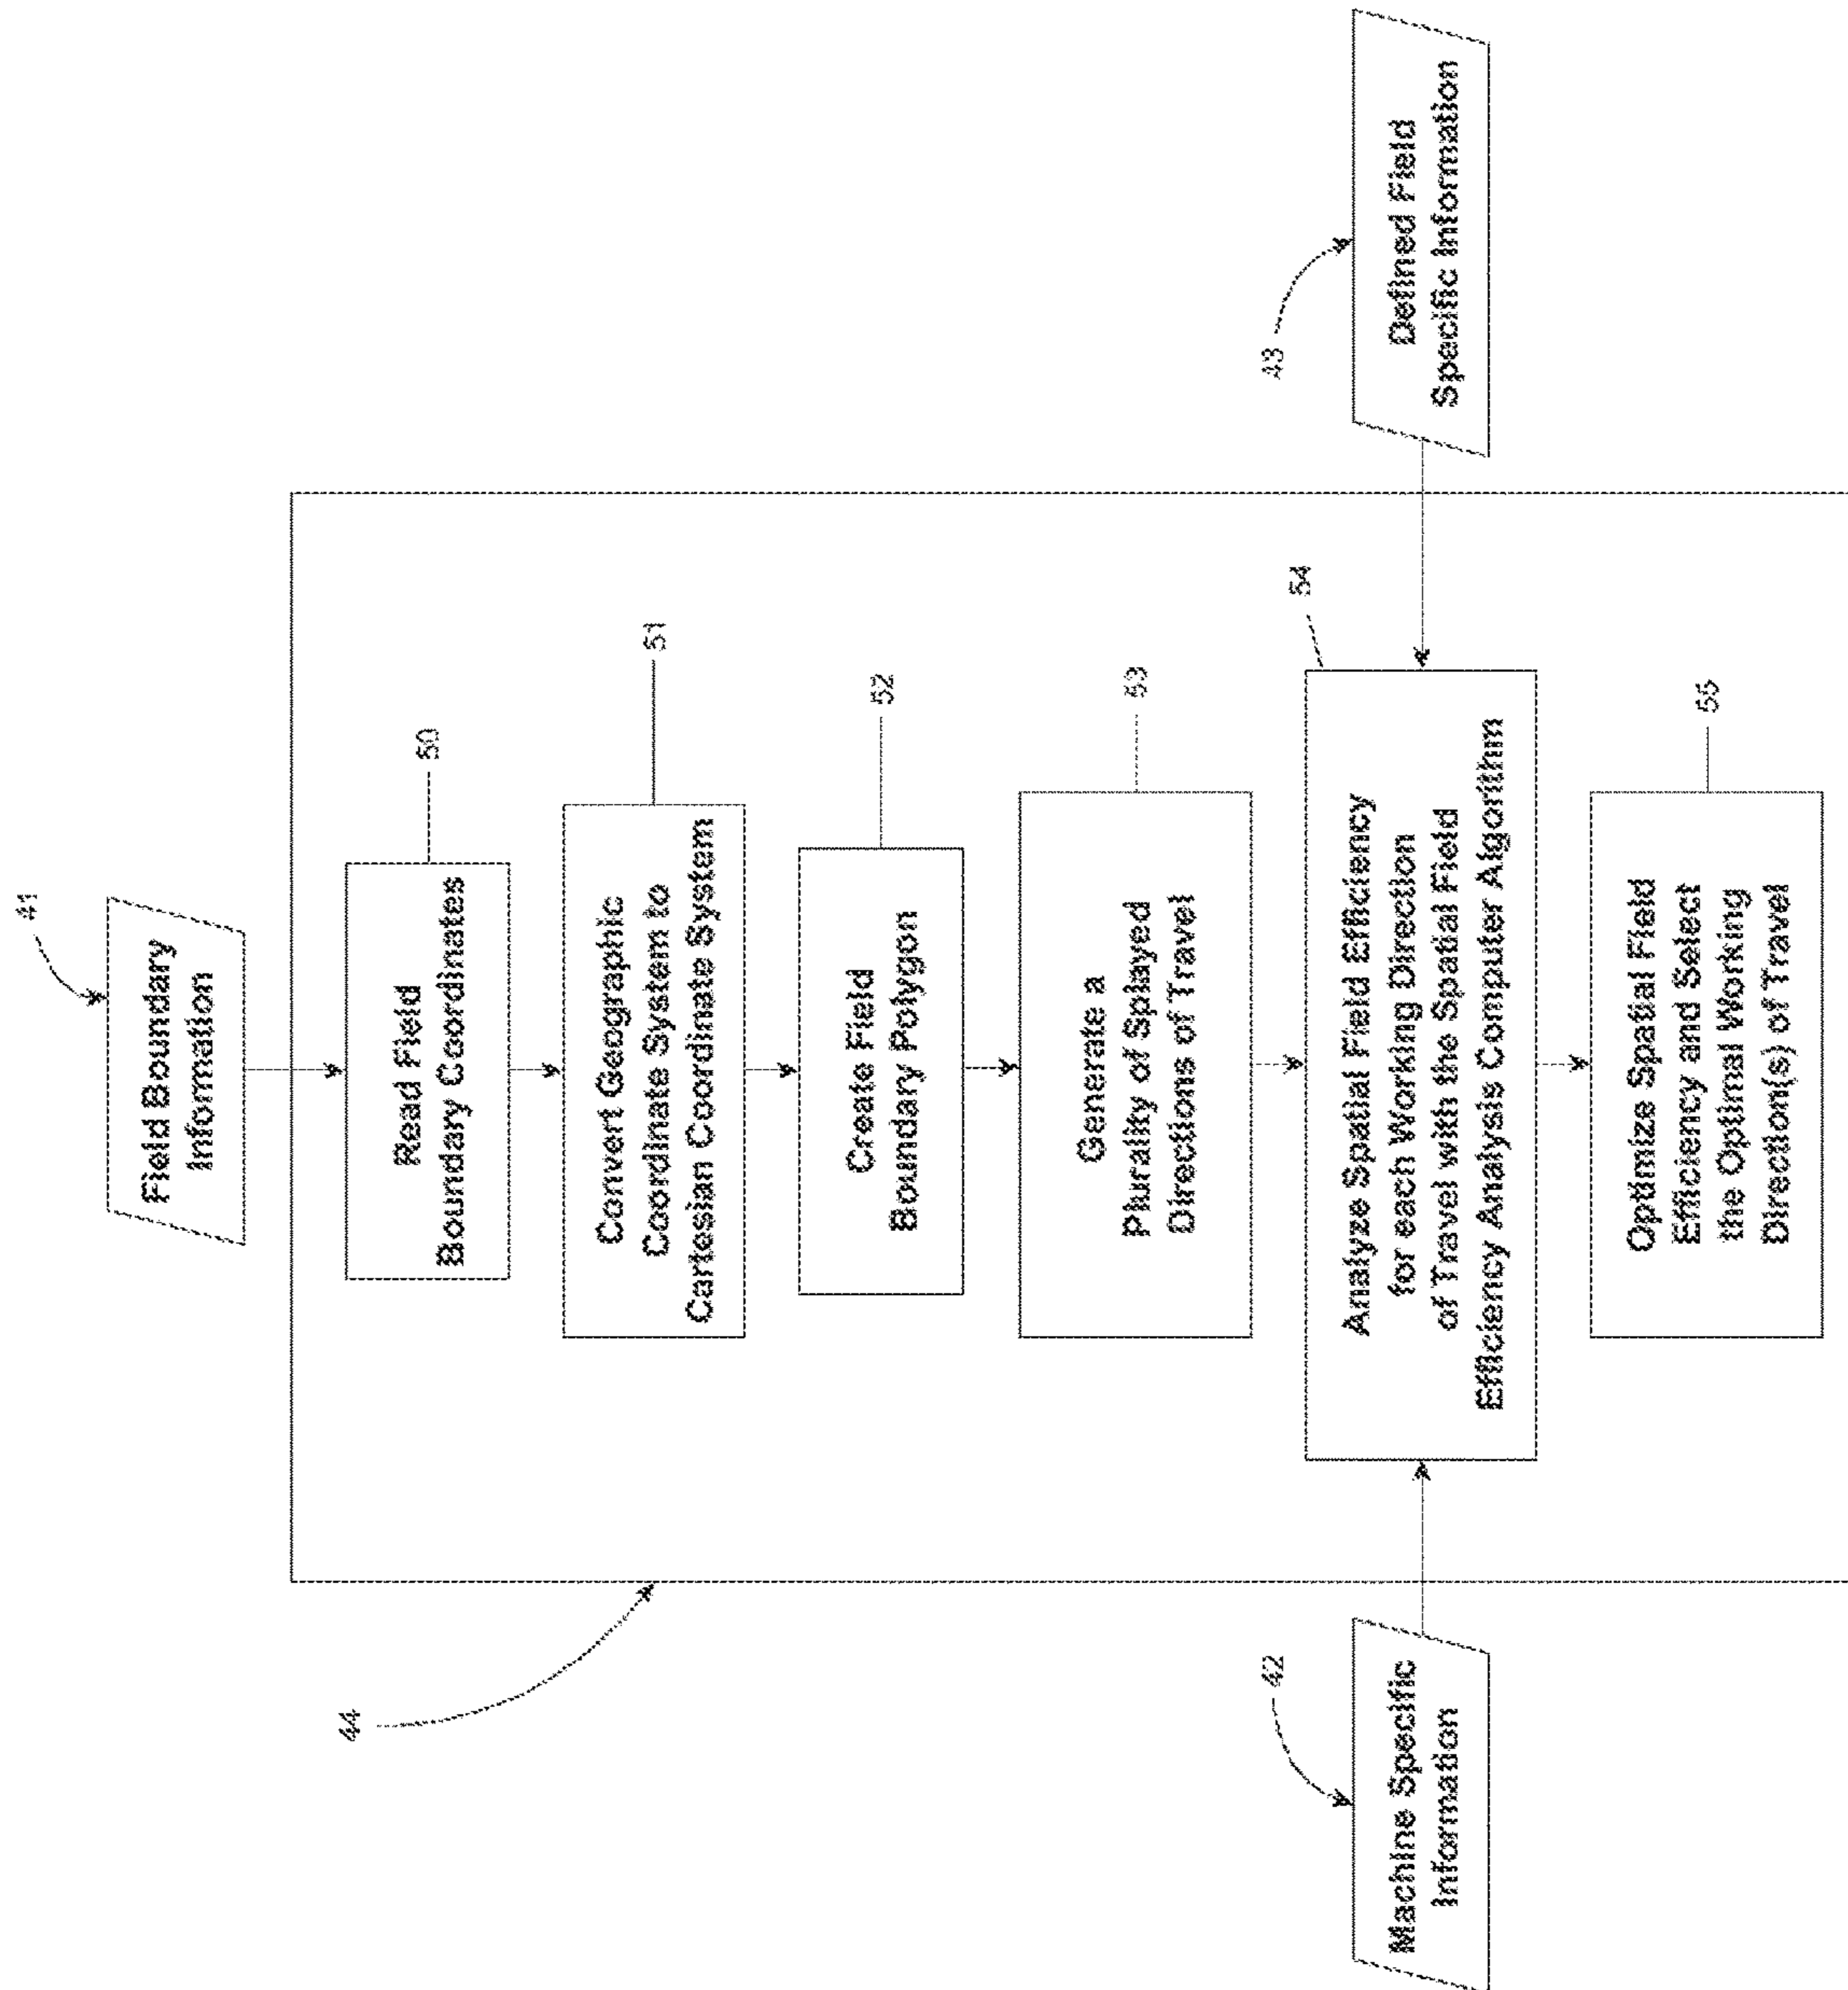 41
Field Boundary
Information
44
Read Field
Boundary Coordinates
50
Convert Geographic
Coordinate System to
Cartesian Coordinate System
51
Create Field
Boundary Polygon
52
Generate a
Plurality of Splayed
Directions of Travel
53
42
Machine Specific
Information
Analyze Spatial Field Efficiency
for each Working Direction
of Travel with the Spatial Field
Efficiency Analysis Computer Algorithm
54
43
Defined Field
Specific Information
Optimize Spatial Field
Efficiency and Select
the Optimal Working
Direction(s) of Travel
55